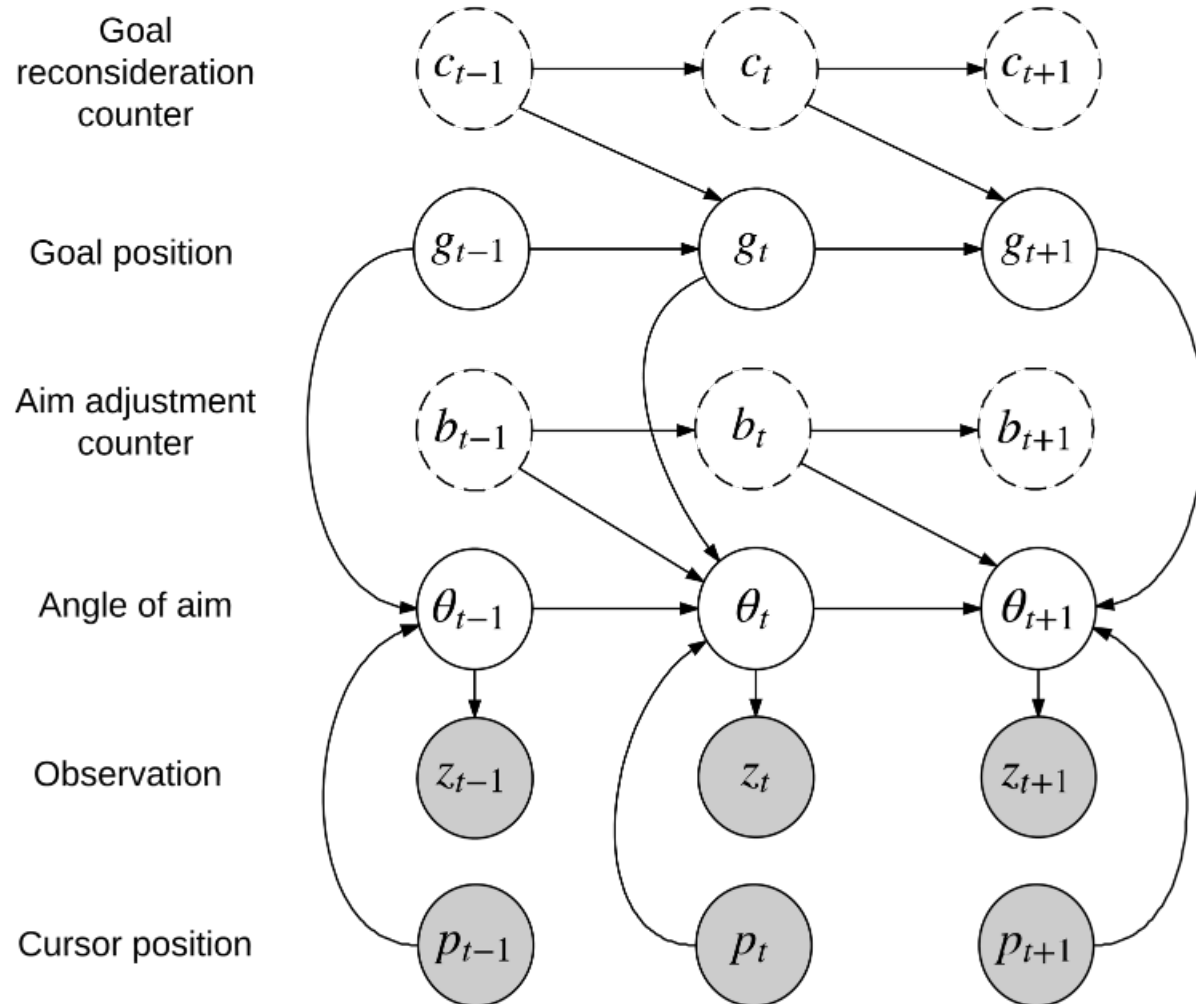 Goal
reconsideration
counter
c_{t−1} c_t c_{t+1}
Goal position
g_{t−1} g_t g_{t+1}
Aim adjustment
counter
b_{t−1} b_t b_{t+1}
Angle of aim
θ_{t−1} θ_t θ_{t+1}
Observation
z_{t−1} z_t z_{t+1}
Cursor position
p_{t−1} p_t p_{t+1}